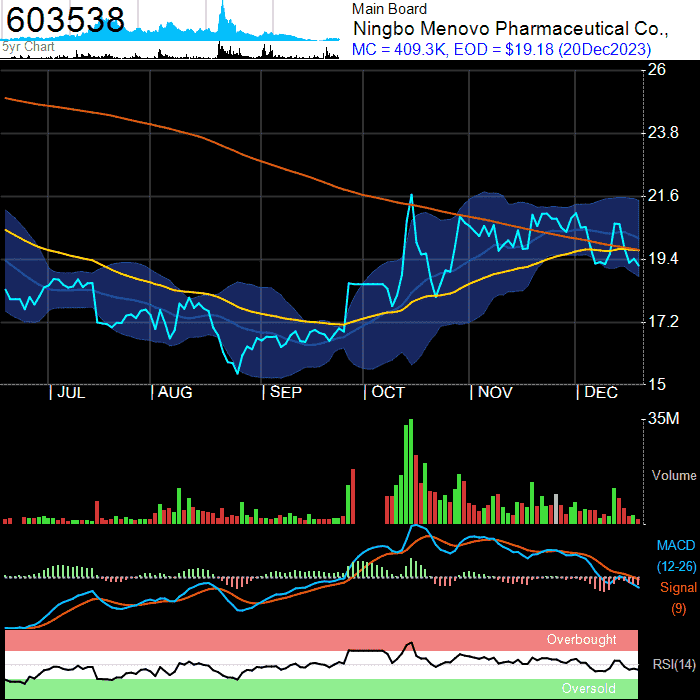 603538
5yr Chart
Main Board
Ningbo Menovo Pharmaceutical Co.,
MC = 409.3K, EOD = $19.18 (20Dec2023)
26
23.8
21.6
19.4
17.2
15
| JUL | AUG | SEP | OCT | NOV | DEC
35M
Volume
MACD
(12-26)
Signal
(9)
Overbought
RSI(14)
Oversold